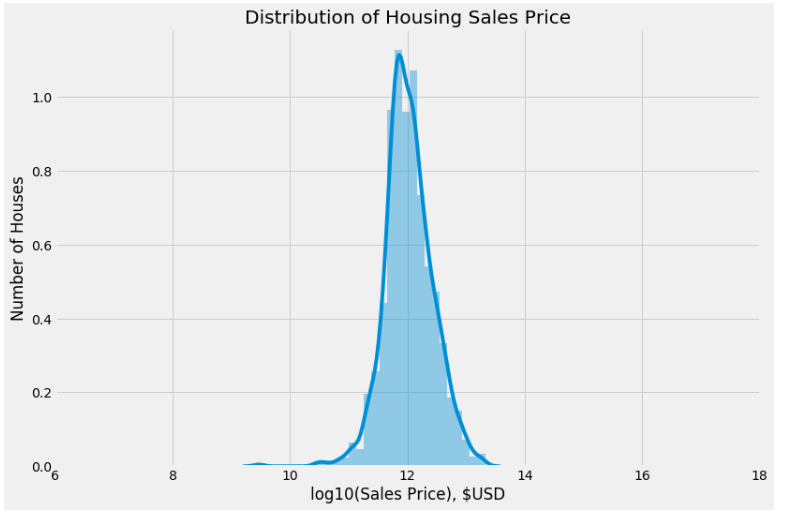 Distribution of Housing Sales Price
1.0
0.8
0.6
0.4
0.2
0.0
Number of Houses
6 8 10 12 14 16 18
log10(Sales Price), $USD